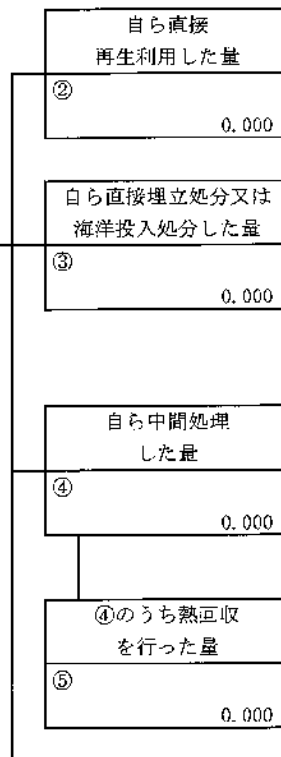 自ら直接
再生利用した量
②
0.000
自ら直接埋立処分又は
海洋投入処分した量
③
0.000
自ら中間処理
した量
④
0.000
④のうち熱回収
を行った量
⑤
0.000